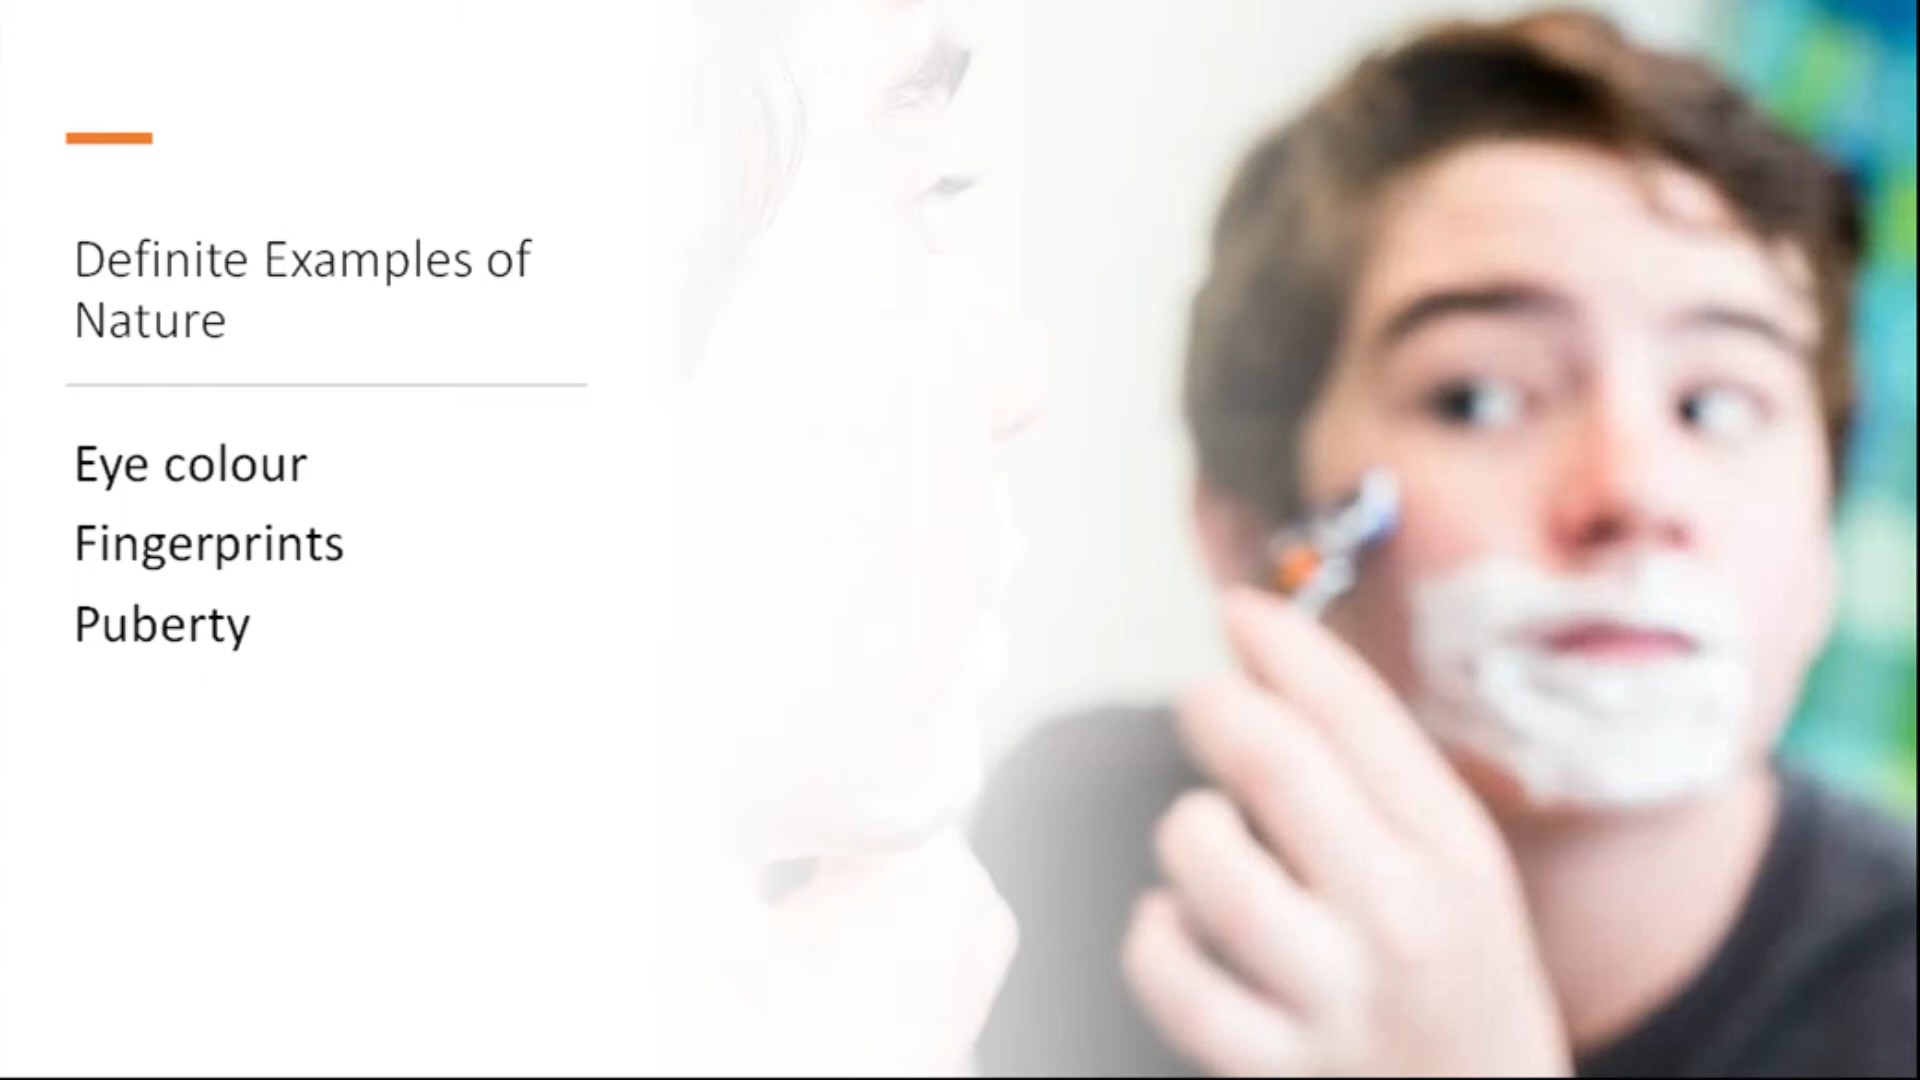 Definite Examples of
Nature
Eye colour
Fingerprints
Puberty